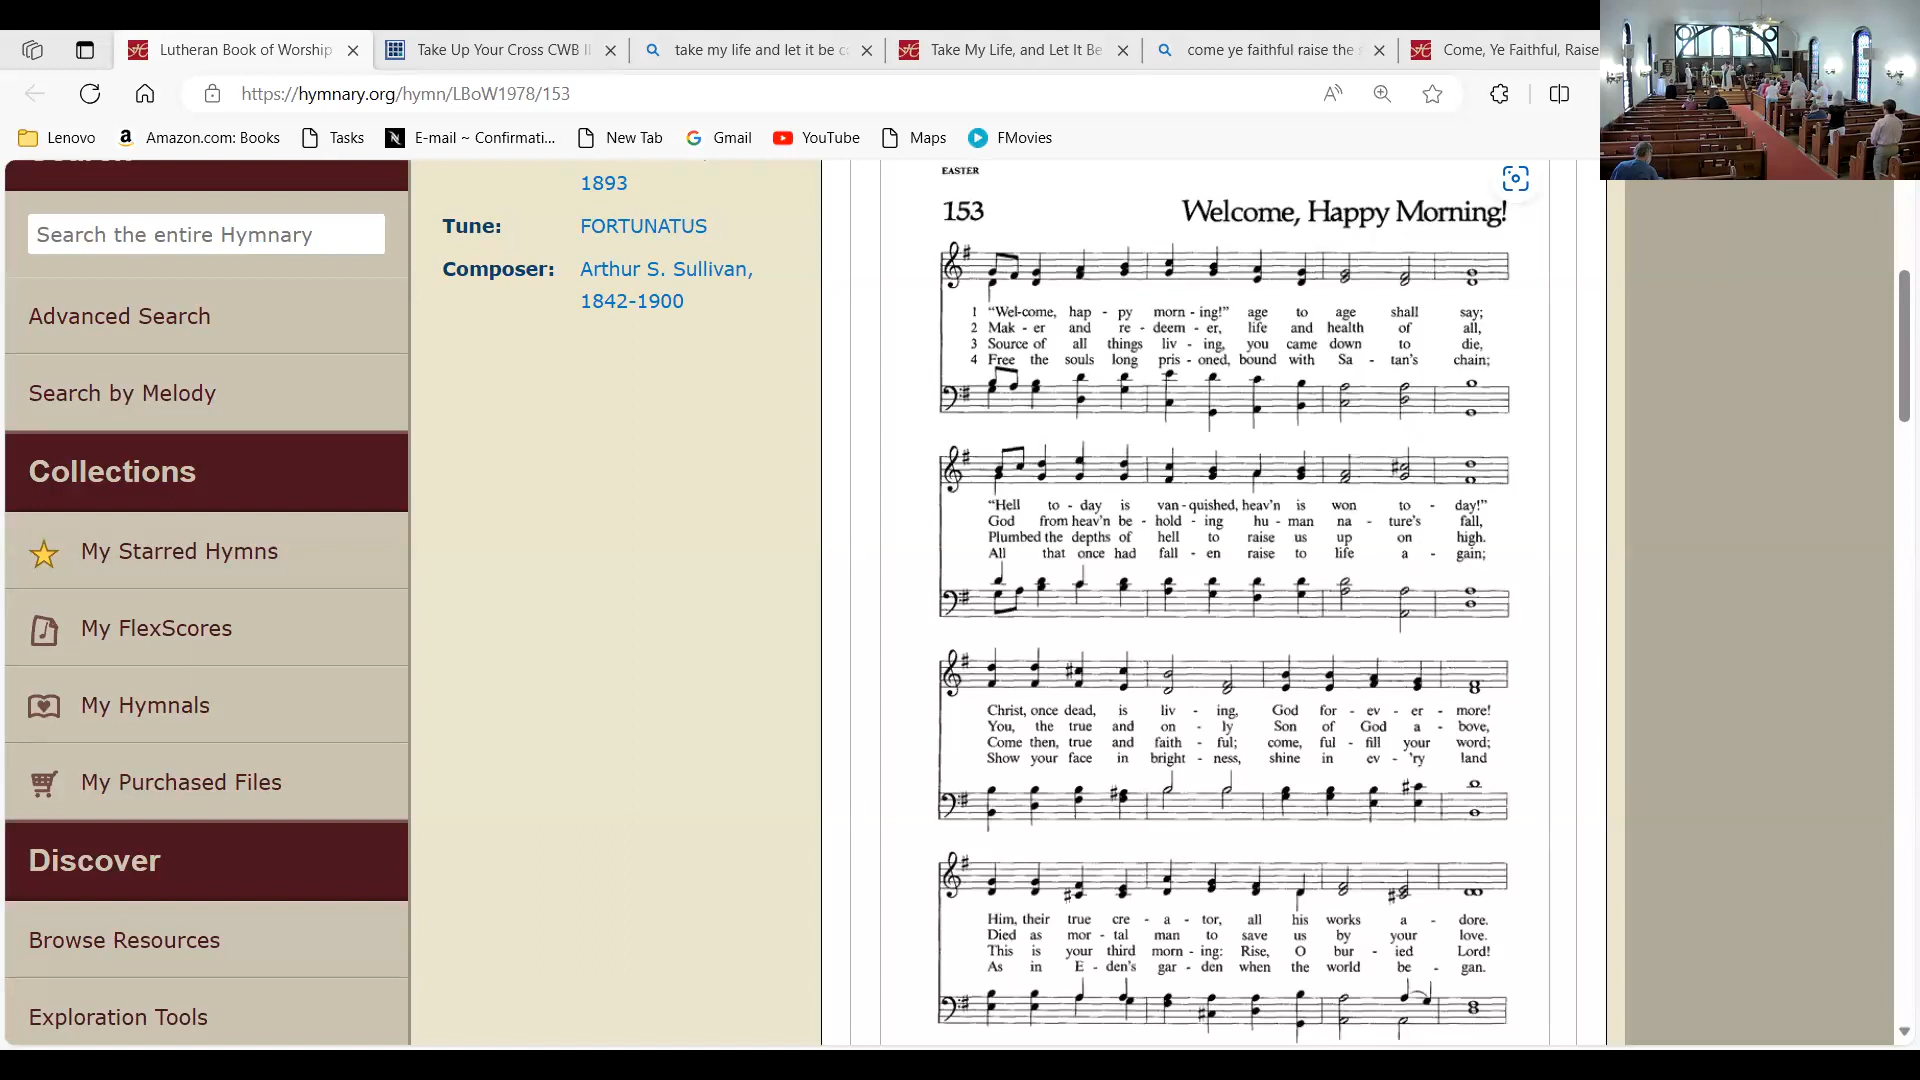 Lutheran Book of Worship
Take Up Your Cross CWB II
take my life and let it be c
Take My Life, and Let It Be
come ye faithful raise the
Come, Ye Faithful, Raise
https://hymnary.org/hymn/LBoW1978/153
Lenovo
Amazon.com: Books
Tasks
E-mail ~ Confirmati...
New Tab
Gmail
YouTube
Maps
FMovies
Search the entire Hymnary
Advanced Search
Search by Melody
Collections
My Starred Hymns
My FlexScores
My Hymnals
My Purchased Files
Discover
Browse Resources
Exploration Tools
1893
Tune: FORTUNATUS
Composer: Arthur S. Sullivan,
1842-1900
EASTER
153 Welcome, Happy Morning!
1 “Wel-come, hap - py morn - ing!” age to age shall say;
2 Mak - er and re - deem - er, life and health of all,
3 Source of all things liv - ing, you came down to die,
4 Free the souls long pris - oned, bound with Sa - tan's chain;
“Hell to - day is van - quished, heav'n is won to - day!”
God from heav'n be - hold - ing hu - man na - ture's fall,
Plumbed the depths of hell to raise us up on high.
All that once had fall - en raise to life a - gain;
Christ, once dead, is liv - ing, God for - ev - er - more!
You, the true and on - ly Son of God a - bove,
Come then, true and faith - ful; come, ful - fill your word;
Show your face in bright - ness, shine in ev - 'ry land
Him, their true cre - a - tor, all his works a - dore.
Died as mor - tal man to save us by your love.
This is your third morn - ing: Rise, O bur - ied Lord!
As in E - den's gar - den when the world be - gan.